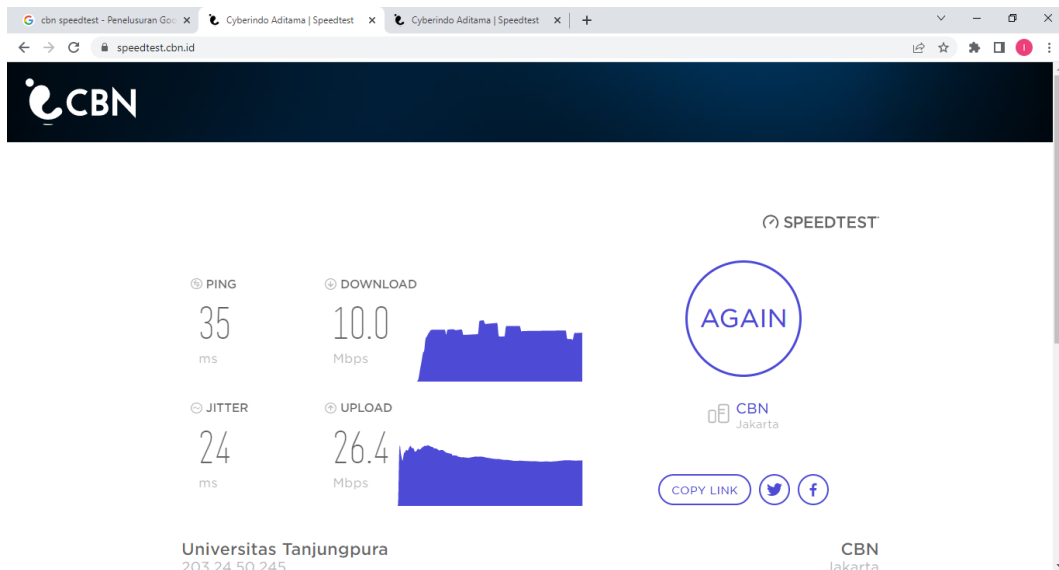 cbn speedtest - Penelusuran Goo
Cyberindo Aditama | Speedtest
Cyberindo Aditama | Speedtest
speedtest.cbn.id
I
CBN
SPEEDTEST
PING
35
ms
DOWNLOAD
10.0
Mbps
AGAIN
JITTER
24
ms
UPLOAD
26.4
Mbps
CBN
Jakarta
COPY LINK
Universitas Tanjungpura
203.24.50.245
CBN
Jakarta